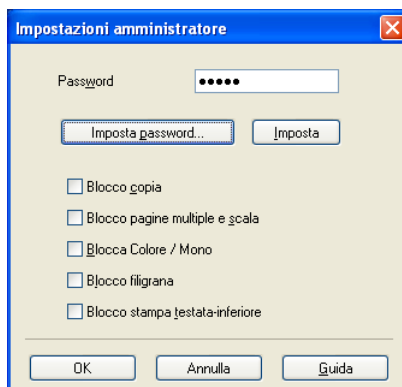 Impostazioni amministratore
Password
Imposta password... Imposta
Blocco copia
Blocco pagine multiple e scala
Blocca Colore / Mono
Blocco filigrana
Blocco stampa testata-inferiore
OK Annulla Guida